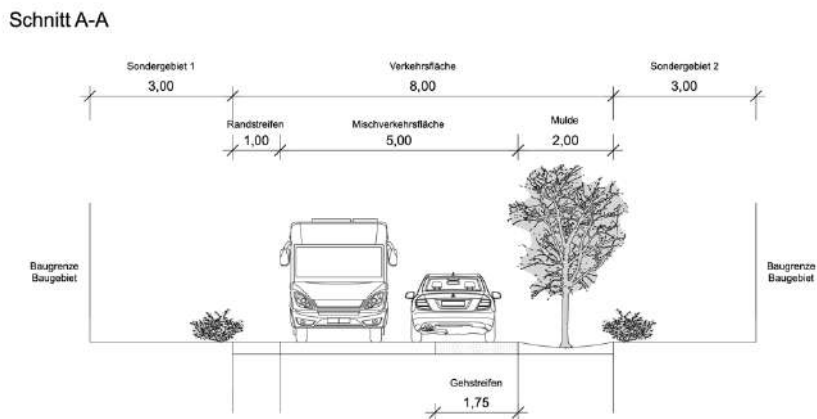 Schnitt A-A
Sondergebiet 1
Verkehrsfläche
Sondergebiet 2
3,00
8,00
3,00
Randstreifen
Mischverkehrsfläche
Mulde
1,00
5,00
2,00
Baugrenze
Baugebiet
Baugrenze
Baugebiet
Gehstreifen
1,75